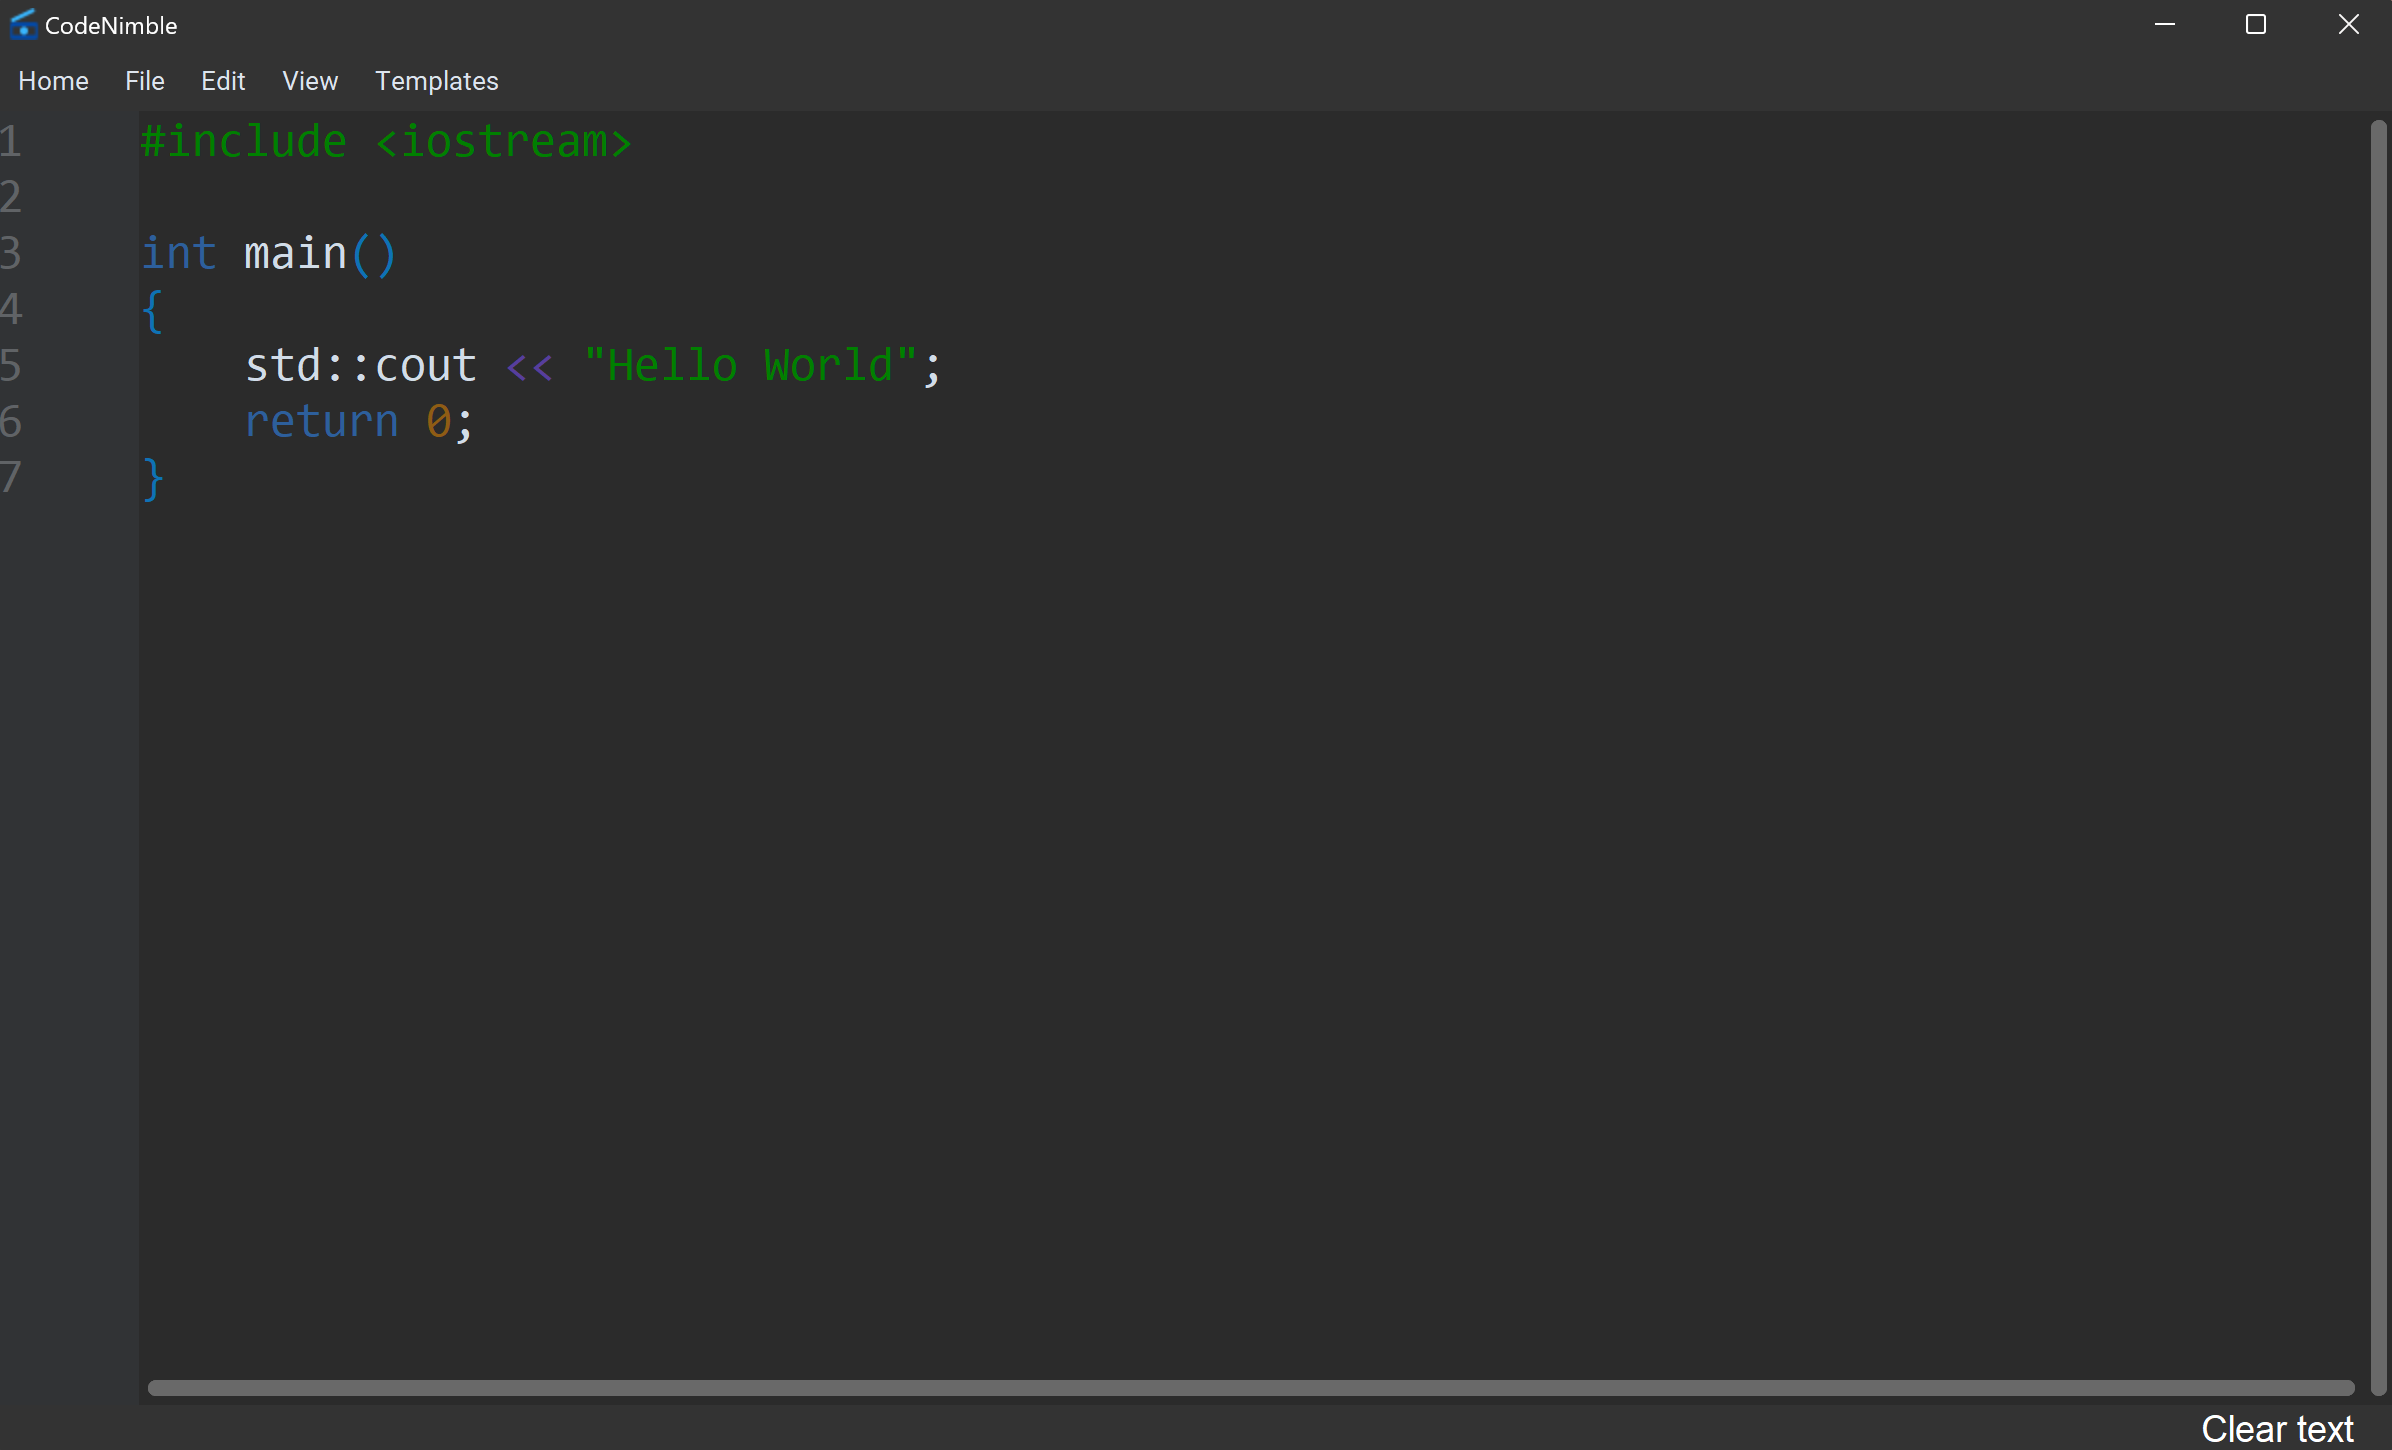 CodeNimble
Home File Edit View Templates
1 #include <iostream>
2
3 int main()
4 {
5     std::cout << "Hello World";
6     return 0;
7 }
Clear text